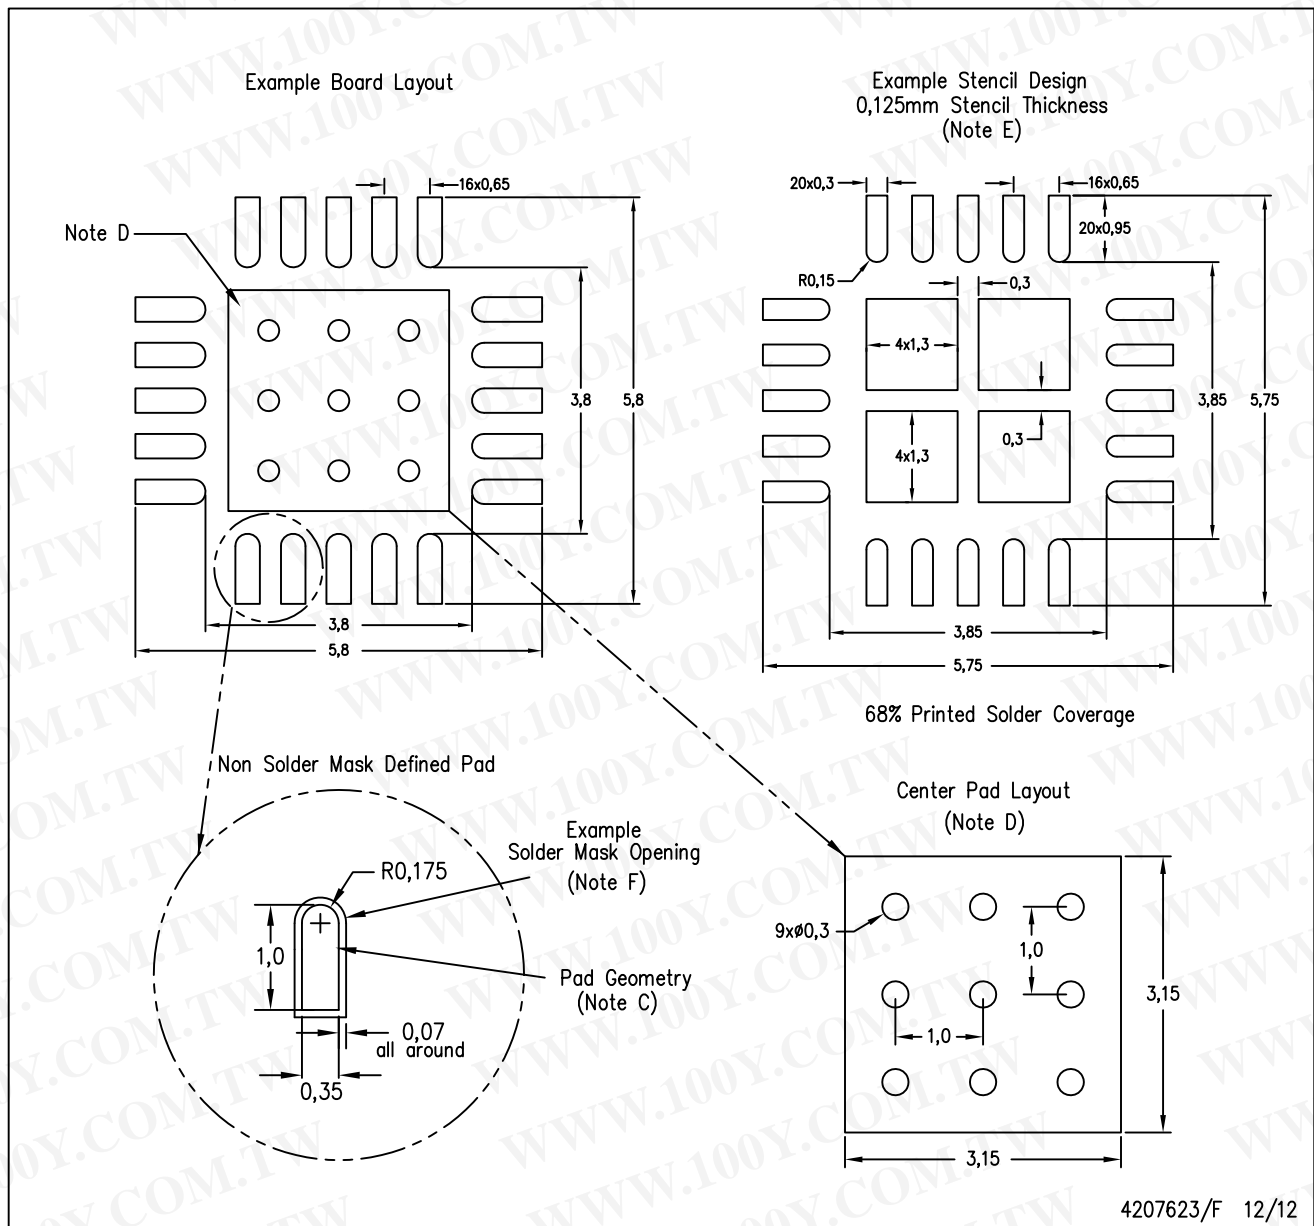 Example Board Layout
Example Stencil Design
0,125mm Stencil Thickness
(Note E)
16x0,65
Note D
3,8
5,8
3,8
5,8
20x0,3
16x0,65
20x0,95
R0,15
0,3
4x1,3
4x1,3
0,3
3,85
5,75
3,85
5,75
68% Printed Solder Coverage
Non Solder Mask Defined Pad
Example
Solder Mask Opening
(Note F)
R0,175
1,0
Pad Geometry
(Note C)
0,07
all around
0,35
Center Pad Layout
(Note D)
9xø0,3
1,0
1,0
3,15
3,15
4207623/F 12/12
WWW.100Y.COM.TW